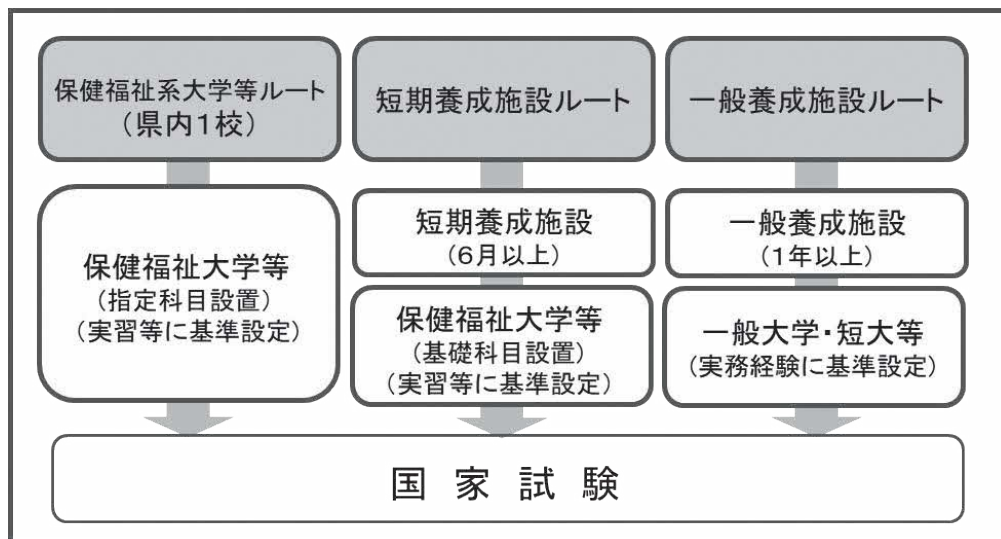 保健福祉系大学等ルート
（県内1校）
保健福祉大学等
（指定科目設置）
（実習等に基準設定）
短期養成施設ルート
短期養成施設
（6月以上）
保健福祉大学等
（基礎科目設置）
（実習等に基準設定）
一般養成施設ルート
一般養成施設
（1年以上）
一般大学・短大等
（実務経験に基準設定）
国家試験